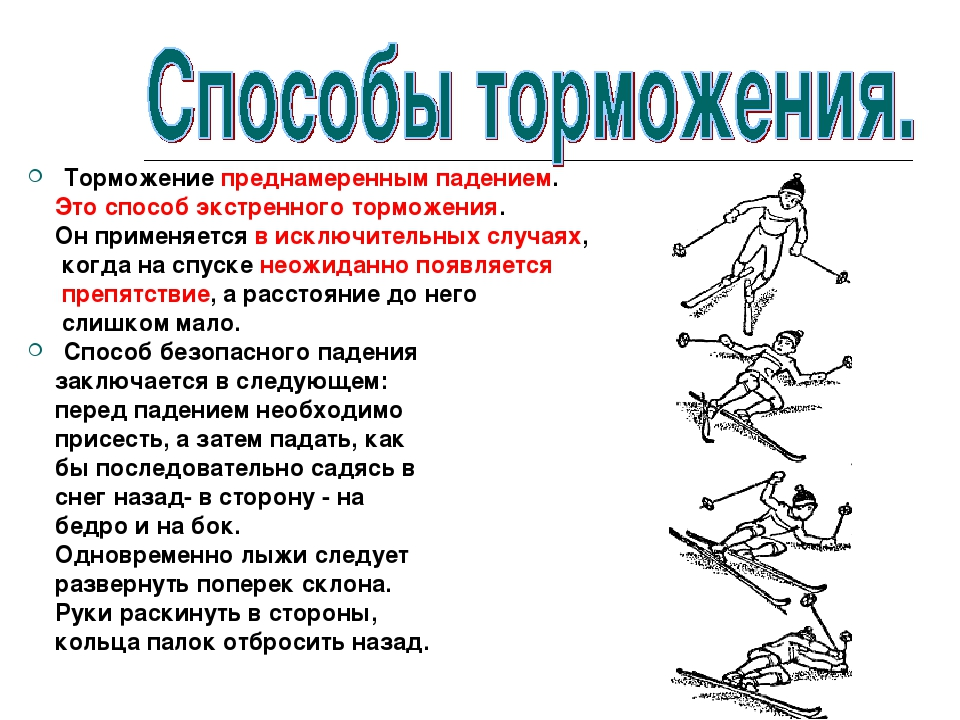 Способы торможения.
Торможение преднамеренным падением.
Это способ экстренного торможения.
Он применяется в исключительных случаях,
когда на спуске неожиданно появляется
препятствие, а расстояние до него
слишком мало.
Способ безопасного падения
заключается в следующем:
перед падением необходимо
присесть, а затем падать, как
бы последовательно садясь в
снег назад- в сторону - на
бедро и на бок.
Одновременно лыжи следует
развернуть поперек склона.
Руки раскинуть в стороны,
кольца палок отбросить назад.